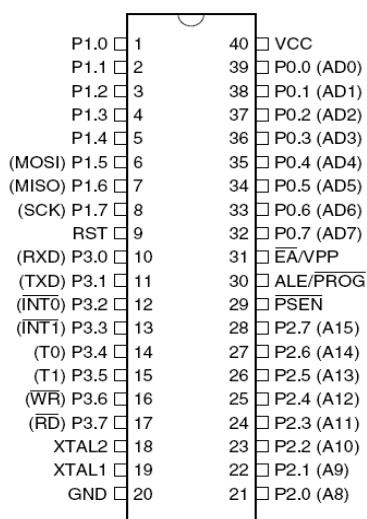 P1.0 1 40 VCC
P1.1 2 39 P0.0 (AD0)
P1.2 3 38 P0.1 (AD1)
P1.3 4 37 P0.2 (AD2)
P1.4 5 36 P0.3 (AD3)
(MOSI) P1.5 6 35 P0.4 (AD4)
(MISO) P1.6 7 34 P0.5 (AD5)
(SCK) P1.7 8 33 P0.6 (AD6)
RST 9 32 P0.7 (AD7)
(RXD) P3.0 10 31 E̅A̅/VPP
(TXD) P3.1 11 30 ALE/P̅R̅O̅G̅
(I̅N̅T̅0̅) P3.2 12 29 P̅S̅E̅N̅
(I̅N̅T̅1̅) P3.3 13 28 P2.7 (A15)
(T0) P3.4 14 27 P2.6 (A14)
(T1) P3.5 15 26 P2.5 (A13)
(W̅R̅) P3.6 16 25 P2.4 (A12)
(R̅D̅) P3.7 17 24 P2.3 (A11)
XTAL2 18 23 P2.2 (A10)
XTAL1 19 22 P2.1 (A9)
GND 20 21 P2.0 (A8)